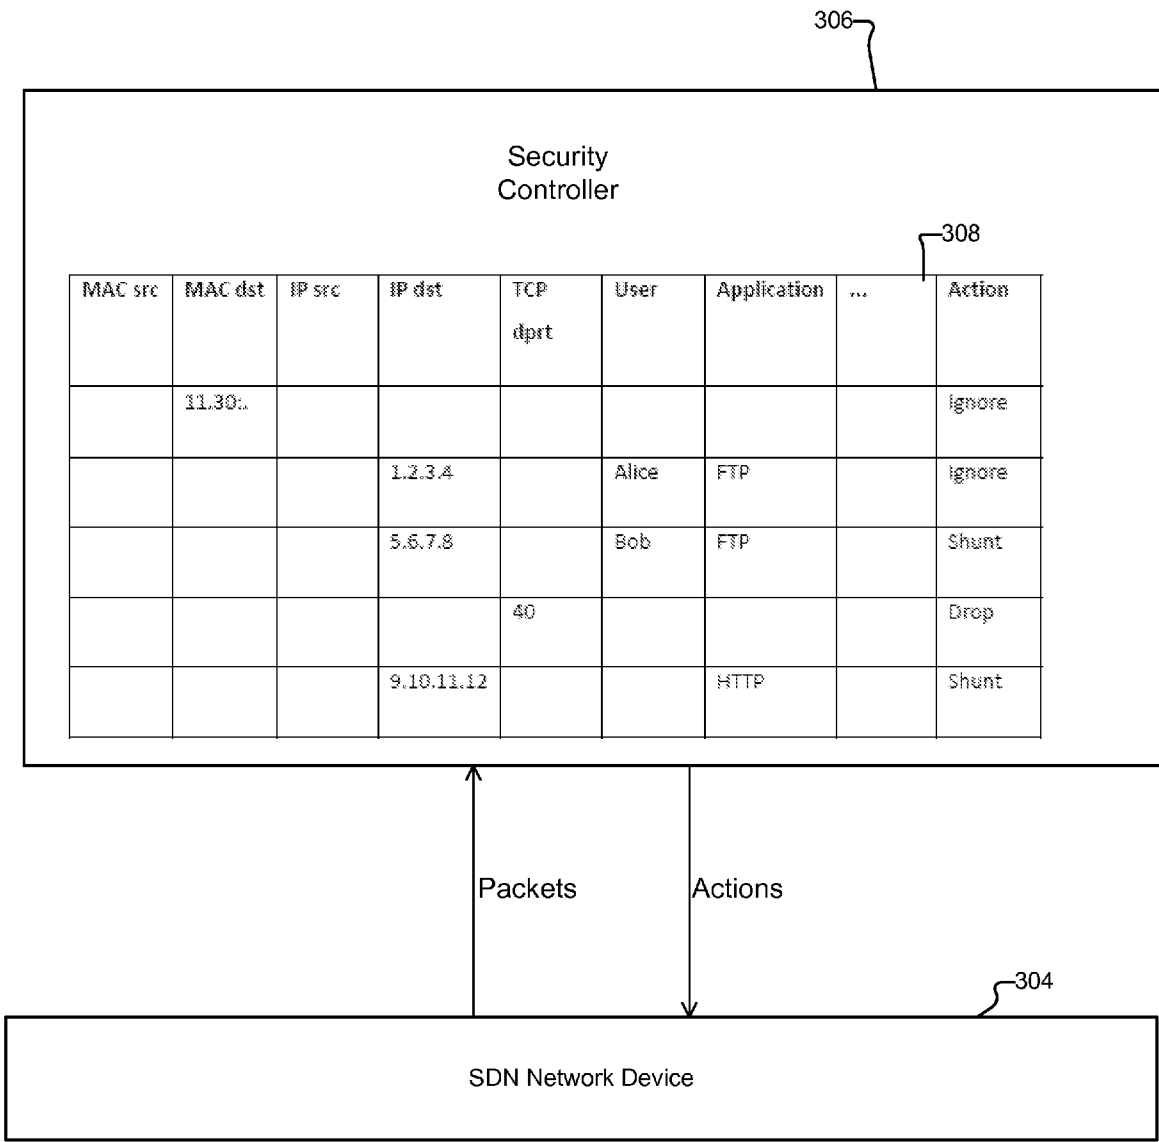 306
Security
Controller
308
MAC src MAC dst IP src IP dst TCP dprt User Application ... Action
11.30:. Ignore
1.2.3.4 Alice FTP Ignore
5.6.7.8 Bob FTP Shunt
40 Drop
9.10.11.12 HTTP Shunt
Packets Actions
304
SDN Network Device